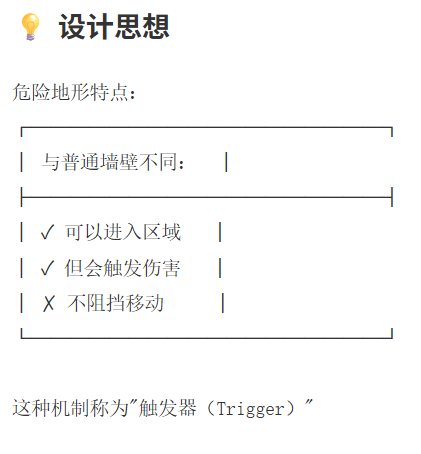 💡 设计思想
危险地形特点：
┌─────────────────────┐
│ 与普通墙壁不同： │
├─────────────────────┤
│ ✓ 可以进入区域 │
│ ✓ 但会触发伤害 │
│ ✗ 不阻挡移动 │
└─────────────────────┘
这种机制称为"触发器（Trigger）"